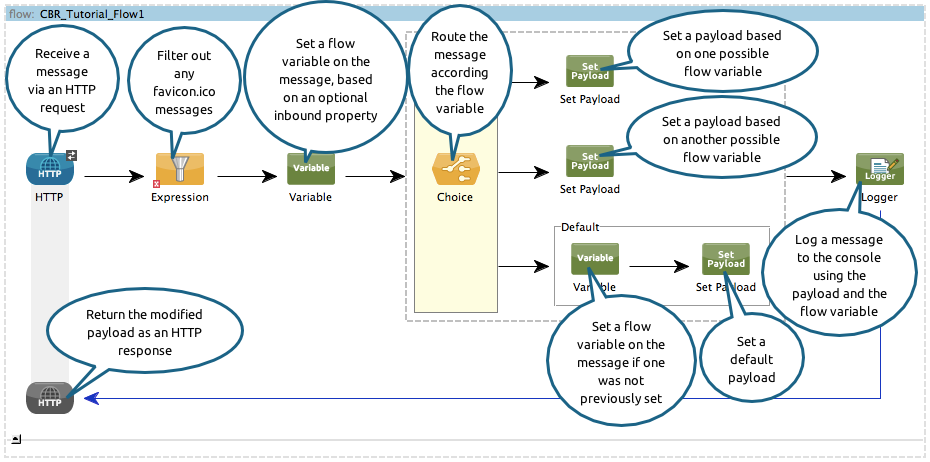 flow: CBR_Tutorial_Flow1
Receive a
message
via an HTTP
request
Filter out
any
favicon.ico
messages
Set a flow
variable on the
message, based
on an optional
inbound property
Route the
message
according
the flow
variable
Set a payload based
on one possible
flow variable
Set
Payload
Set Payload
Set a payload based
on another possible
flow variable
Set
Payload
Set Payload
HTTP
HTTP
Expression
Variable
Variable
Choice
Logger
Logger
Default
Variable
Set
Payload
Set Payload
Log a message
to the console
using the
payload and the
flow variable
Return the modified
payload as an HTTP
response
Set a flow
variable on the
message if one
was not
previously set
Set a
default
payload
HTTP